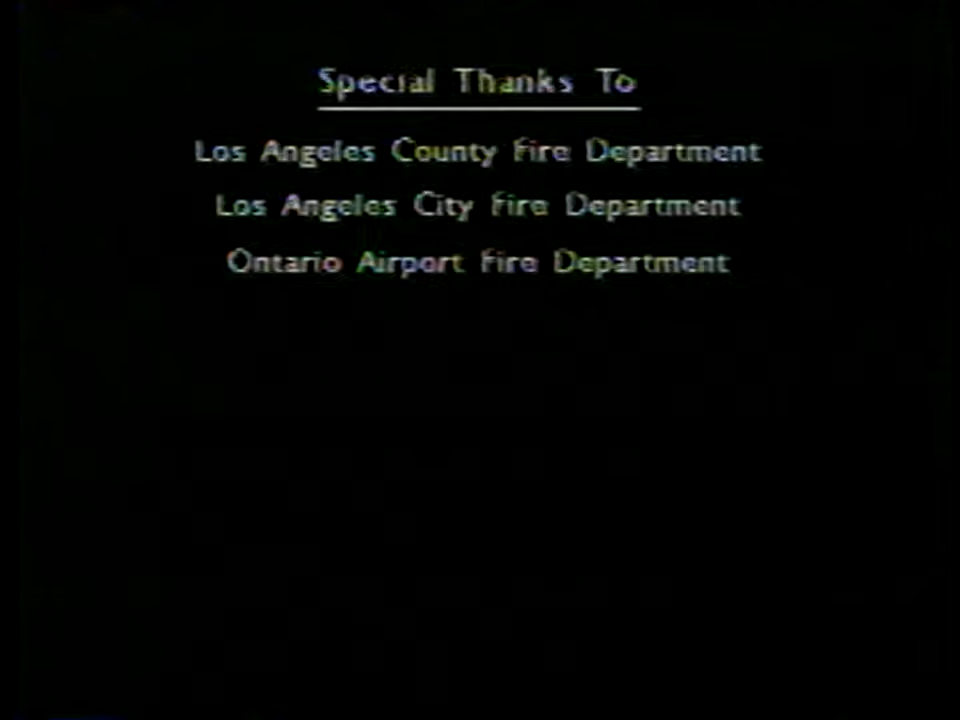 Special Thanks To
Los Angeles County Fire Department
Los Angeles City Fire Department
Ontario Airport Fire Department